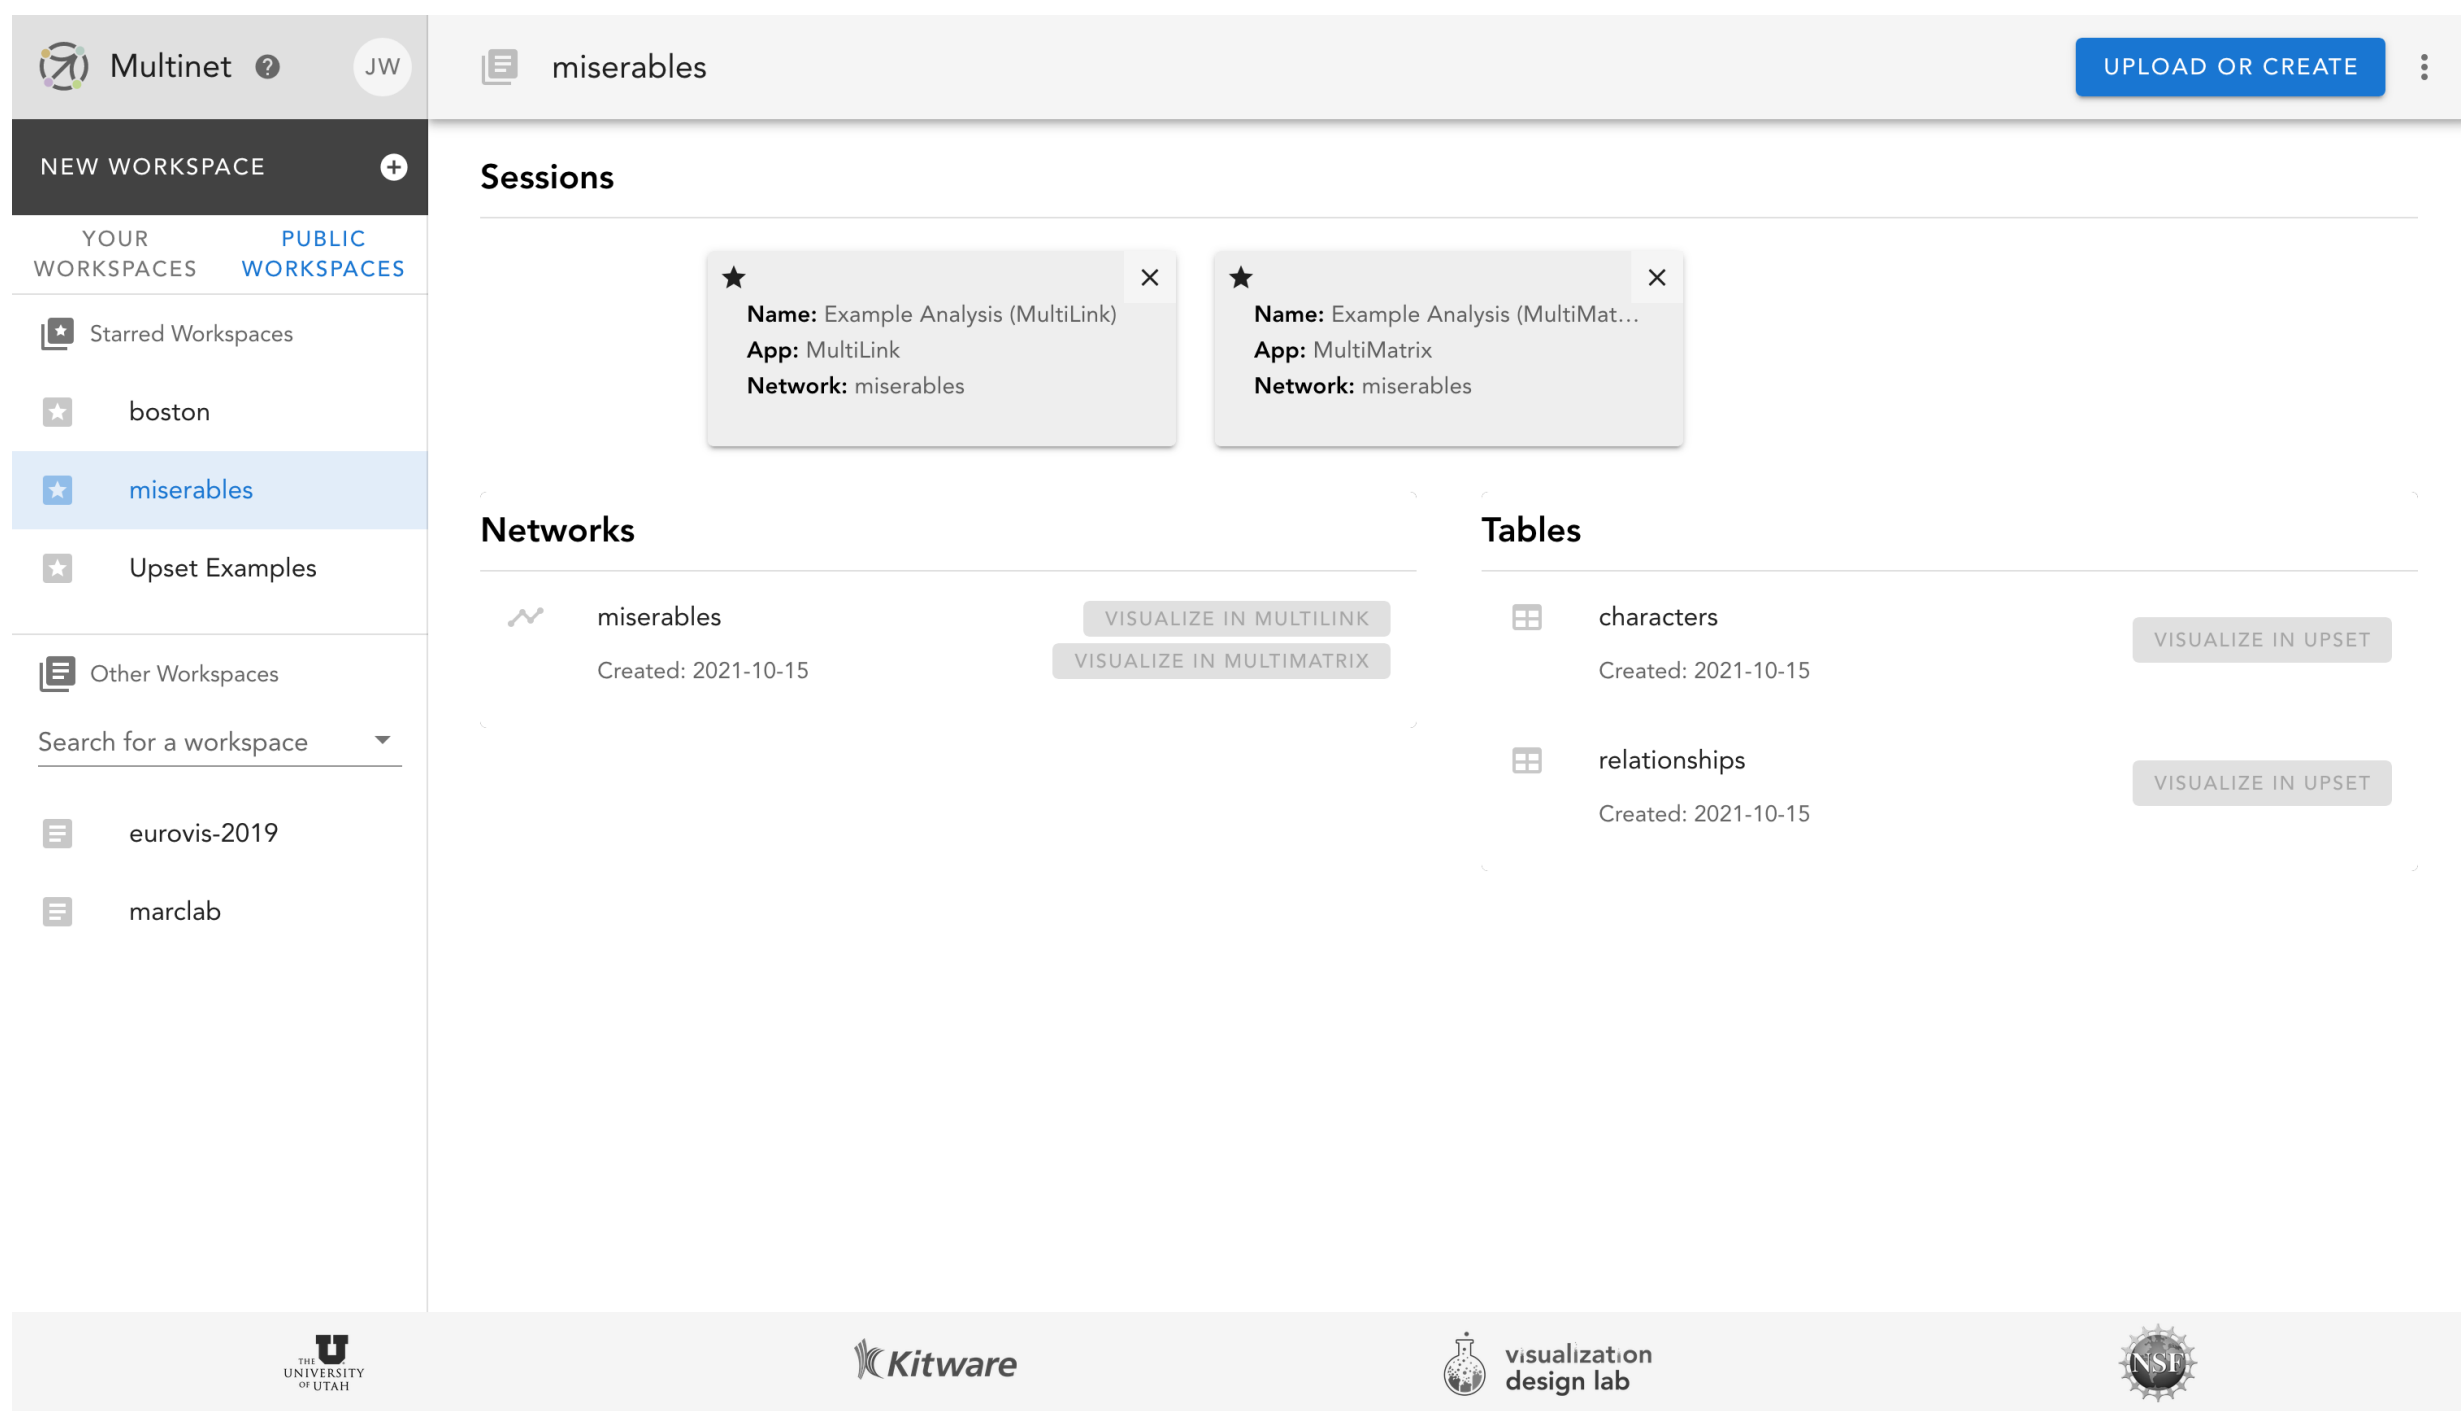 Multinet
JW
miserables
UPLOAD OR CREATE
NEW WORKSPACE
YOUR WORKSPACES
PUBLIC WORKSPACES
Starred Workspaces
boston
miserables
Upset Examples
Other Workspaces
Search for a workspace
eurovis-2019
marclab
Sessions
Name: Example Analysis (MultiLink)
App: MultiLink
Network: miserables
Name: Example Analysis (MultiMat...
App: MultiMatrix
Network: miserables
Networks
miserables
Created: 2021-10-15
VISUALIZE IN MULTILINK
VISUALIZE IN MULTIMATRIX
Tables
characters
Created: 2021-10-15
VISUALIZE IN UPSET
relationships
Created: 2021-10-15
VISUALIZE IN UPSET
THE U
UNIVERSITY
OF UTAH
Kitware
visualization
design lab
NSF